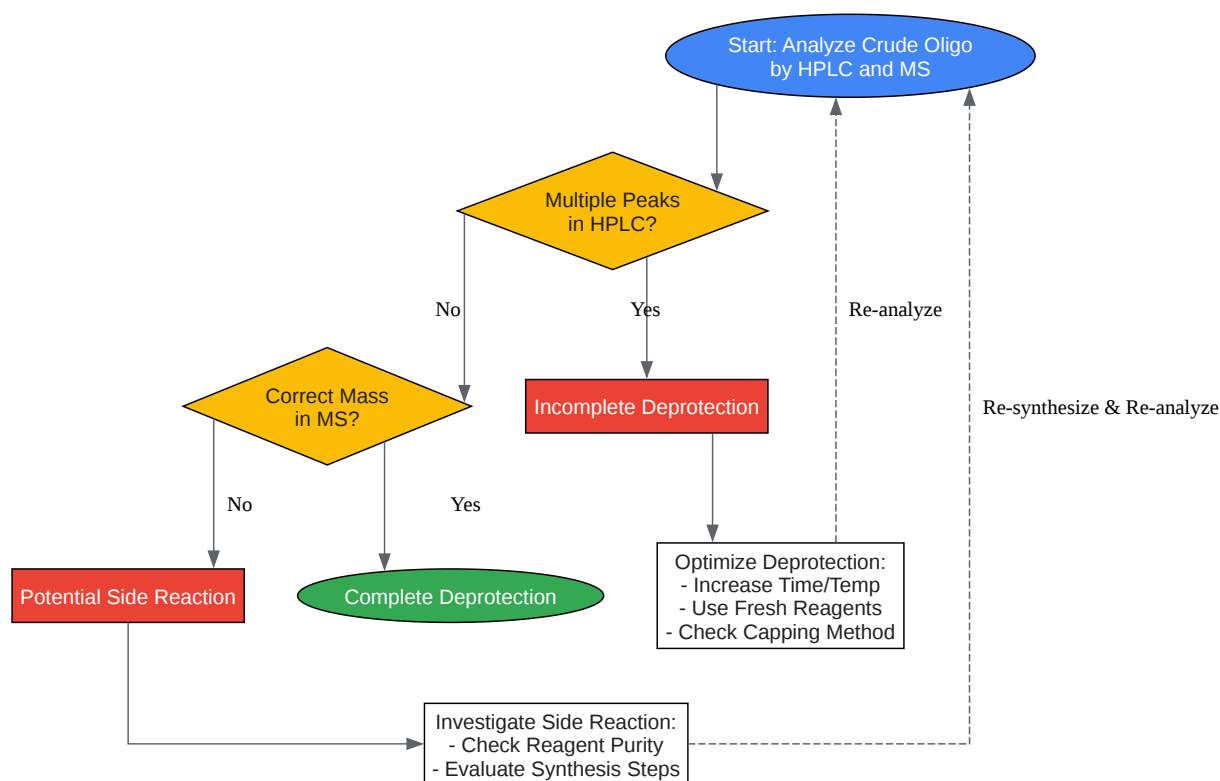 Start: Analyze Crude Oligo
by HPLC and MS
Multiple Peaks
in HPLC?
No
Yes
Re-analyze
Correct Mass
in MS?
Incomplete Deprotection
Re-synthesize & Re-analyze
No
Yes
Potential Side Reaction
Complete Deprotection
Optimize Deprotection:
- Increase Time/Temp
- Use Fresh Reagents
- Check Capping Method
Investigate Side Reaction:
- Check Reagent Purity
- Evaluate Synthesis Steps